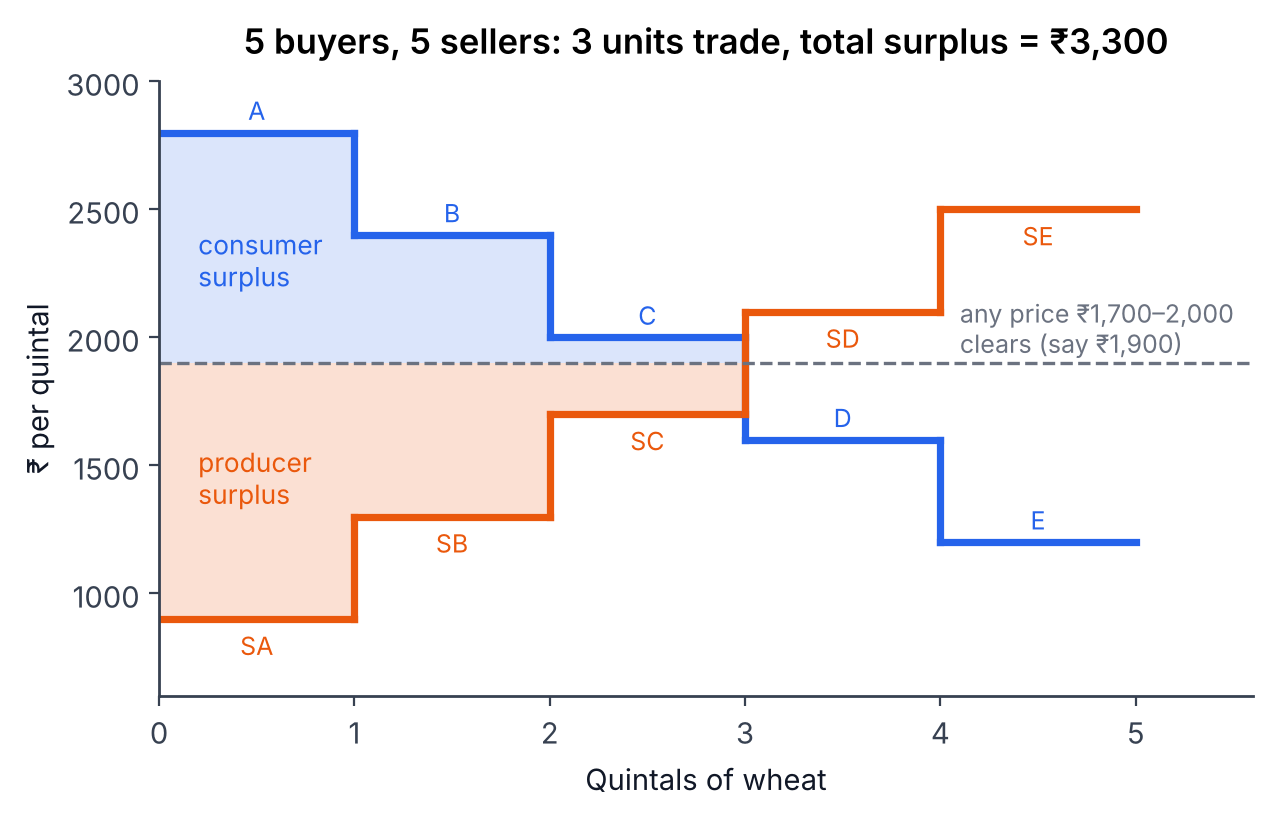 5 buyers, 5 sellers: 3 units trade, total surplus = ₹3,300
3000
2500
2000
1500
1000
₹ per quintal
A
B
C
D
E
consumer
surplus
producer
surplus
SA
SB
SC
SD
SE
any price ₹1,700–2,000
clears (say ₹1,900)
0 1 2 3 4 5
Quintals of wheat